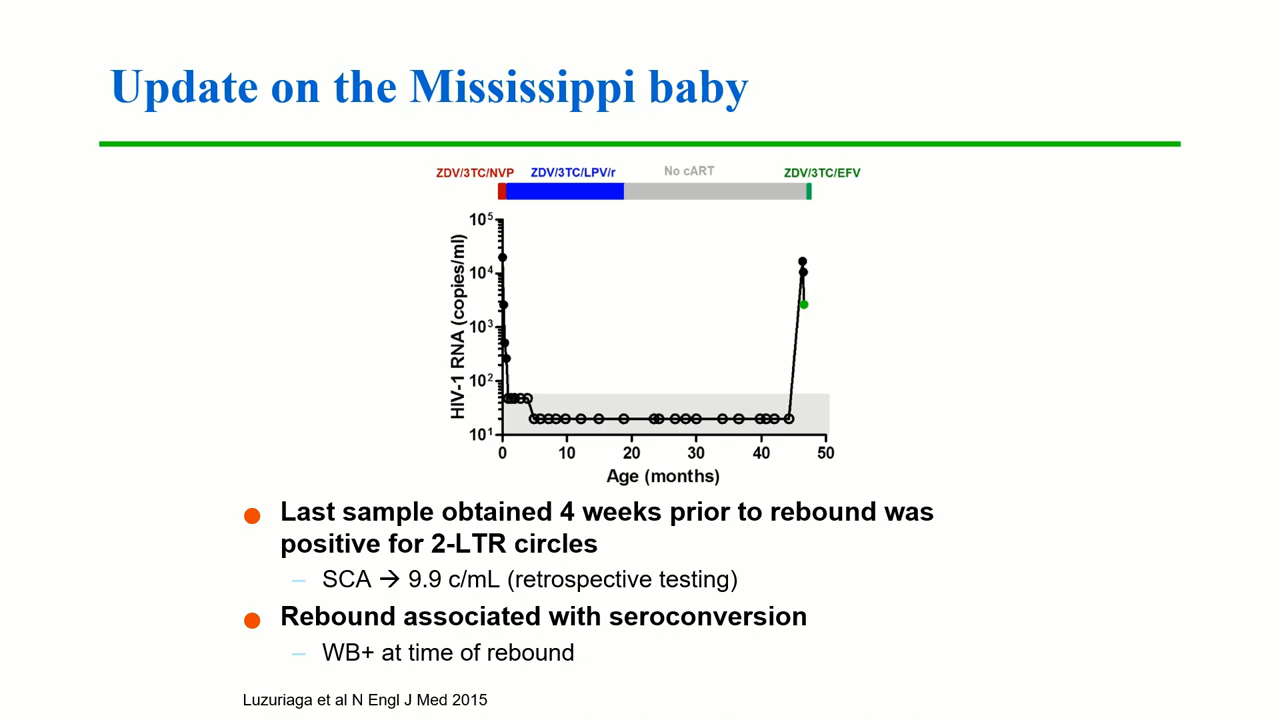 Update on the Mississippi baby
ZDV/3TC/NVP ZDV/3TC/LPV/r No cART ZDV/3TC/EFV
10⁵
10⁴
10³
10²
10¹
HIV-1 RNA (copies/ml)
0 10 20 30 40 50
Age (months)
● Last sample obtained 4 weeks prior to rebound was
positive for 2-LTR circles
– SCA → 9.9 c/mL (retrospective testing)
● Rebound associated with seroconversion
– WB+ at time of rebound
Luzuriaga et al N Engl J Med 2015